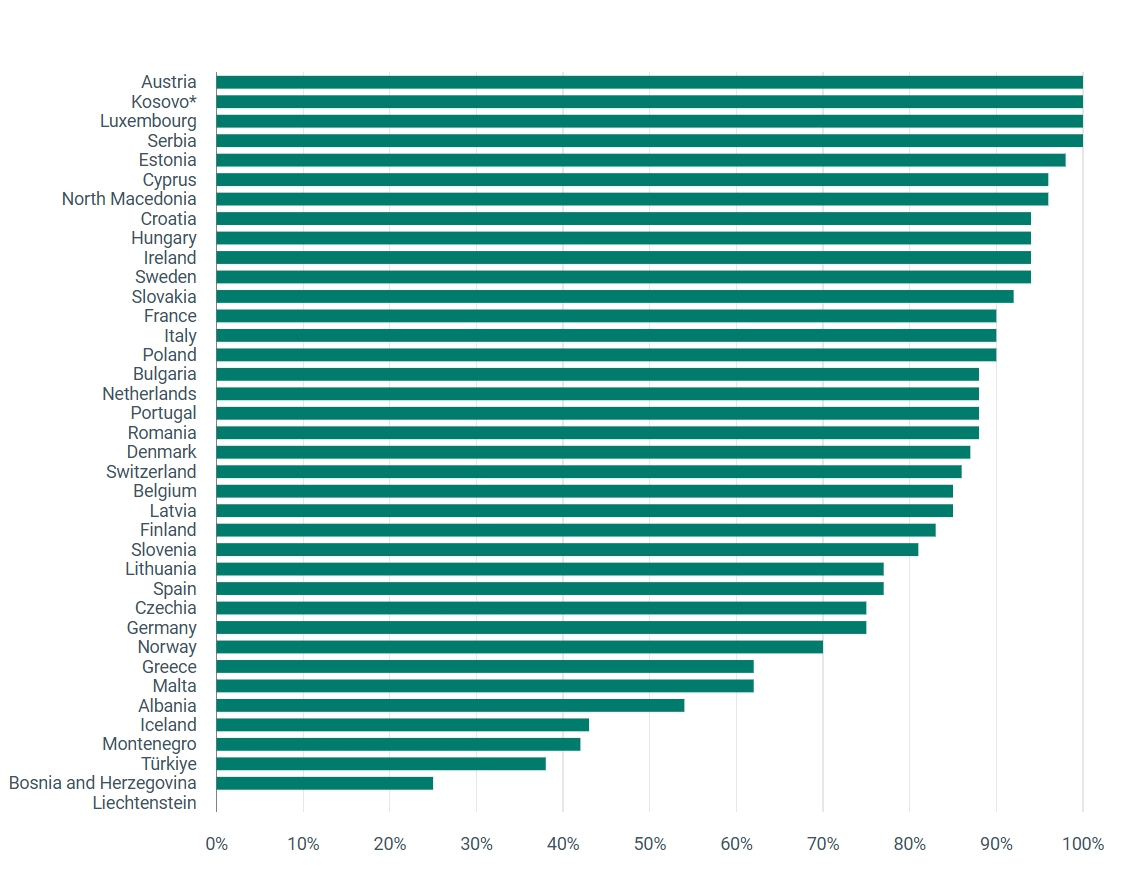 Austria
Kosovo*
Luxembourg
Serbia
Estonia
Cyprus
North Macedonia
Croatia
Hungary
Ireland
Sweden
Slovakia
France
Italy
Poland
Bulgaria
Netherlands
Portugal
Romania
Denmark
Switzerland
Belgium
Latvia
Finland
Slovenia
Lithuania
Spain
Czechia
Germany
Norway
Greece
Malta
Albania
Iceland
Montenegro
Türkiye
Bosnia and Herzegovina
Liechtenstein
0% 10% 20% 30% 40% 50% 60% 70% 80% 90% 100%